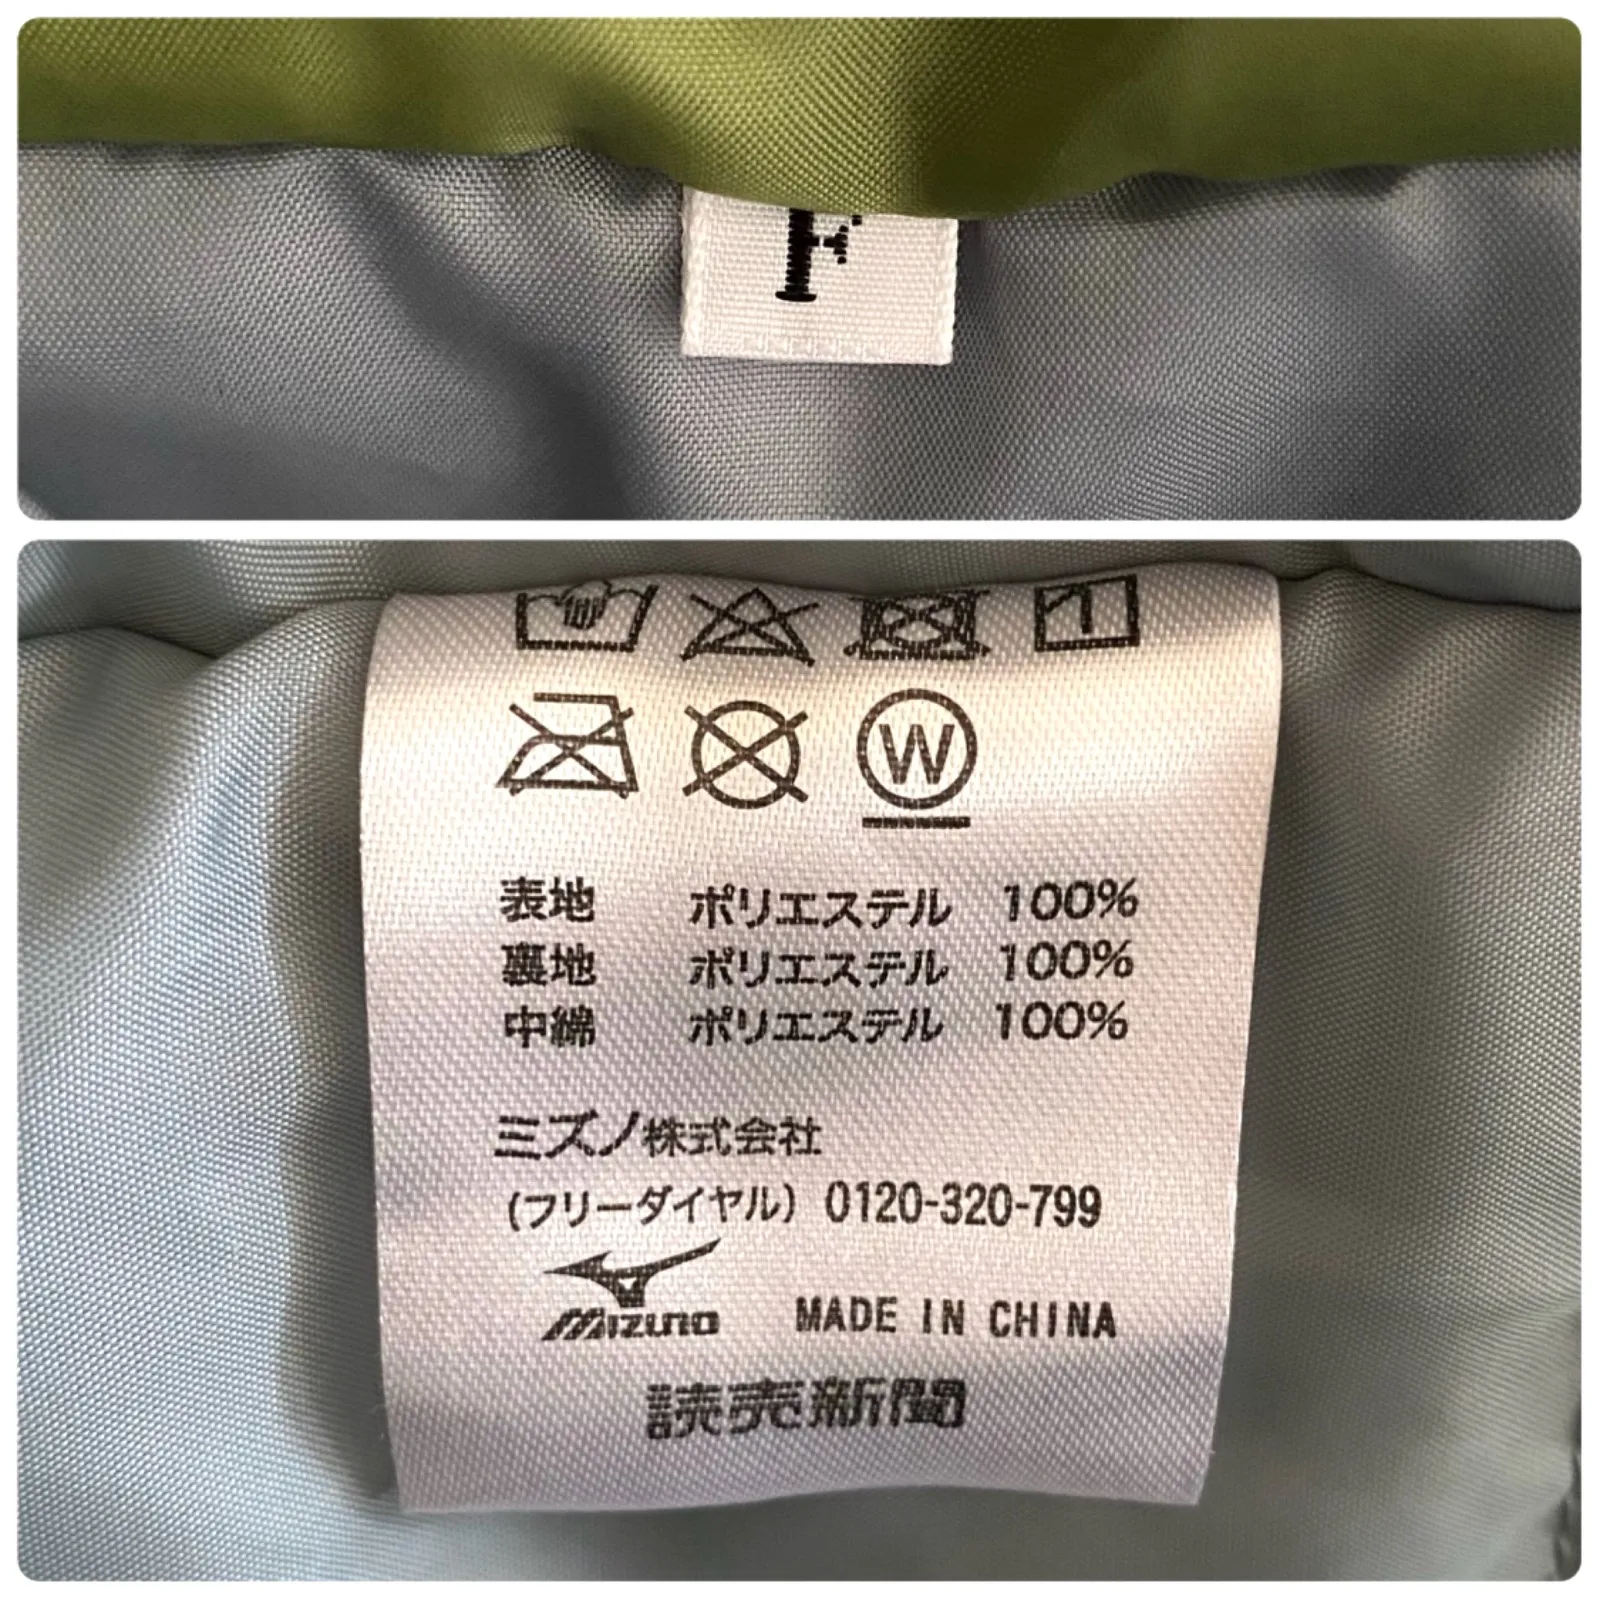 F
W
表地 ポリエステル 100%
裏地 ポリエステル 100%
中綿 ポリエステル 100%
ミズノ株式会社
(フリーダイヤル) 0120-320-799
MIZUNO MADE IN CHINA
読売新聞